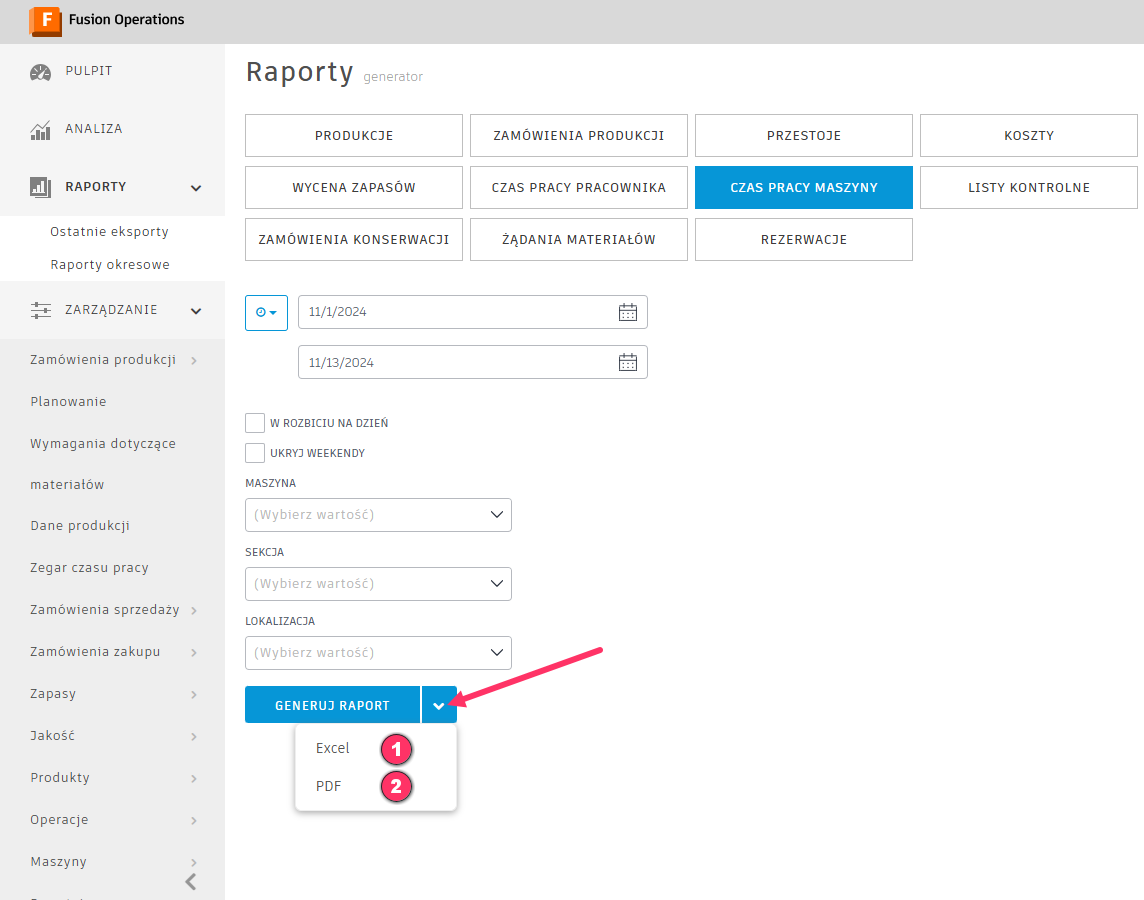 F Fusion Operations
PULPIT
ANALIZA
RAPORTY
Ostatnie eksporty
Raporty okresowe
ZARZĄDZANIE
Zamówienia produkcji
Planowanie
Wymagania dotyczące
materiałów
Dane produkcji
Zegar czasu pracy
Zamówienia sprzedaży
Zamówienia zakupu
Zapasy
Jakość
Produkty
Operacje
Maszyny
Raporty generator
PRODUKCJE ZAMÓWIENIA PRODUKCJI PRZESTOJE KOSZTY
WYCENA ZAPASÓW CZAS PRACY PRACOWNIKA CZAS PRACY MASZYNY LISTY KONTROLNE
ZAMÓWIENIA KONSERWACJI ŻĄDANIA MATERIAŁÓW REZERWACJE
11/1/2024
11/13/2024
W ROZBICIU NA DZIEŃ
UKRYJ WEEKENDY
MASZYNA
(Wybierz wartość)
SEKCJA
(Wybierz wartość)
LOKALIZACJA
(Wybierz wartość)
GENERUJ RAPORT
Excel 1
PDF 2